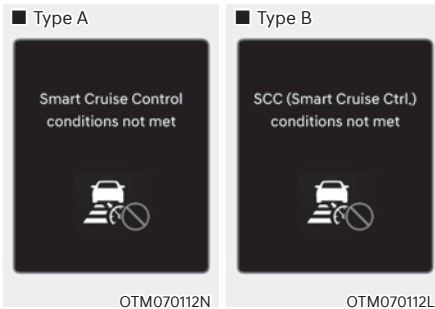 ■ Type A
Smart Cruise Control
conditions not met
OTM070112N
■ Type B
SCC (Smart Cruise Ctrl.)
conditions not met
OTM070112L